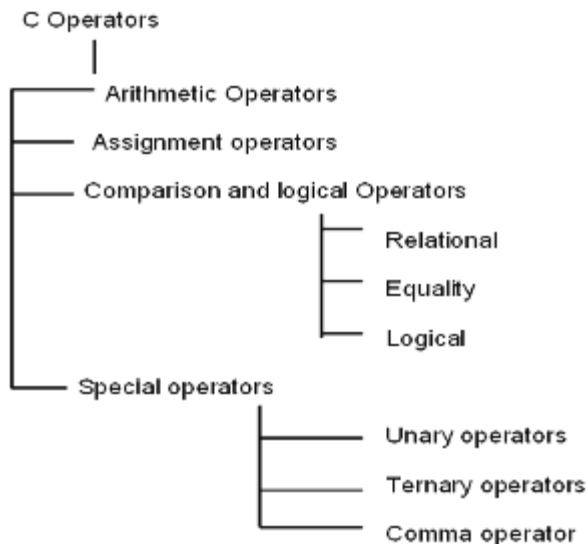 C Operators
Arithmetic Operators
Assignment operators
Comparison and logical Operators
Relational
Equality
Logical
Special operators
Unary operators
Ternary operators
Comma operator